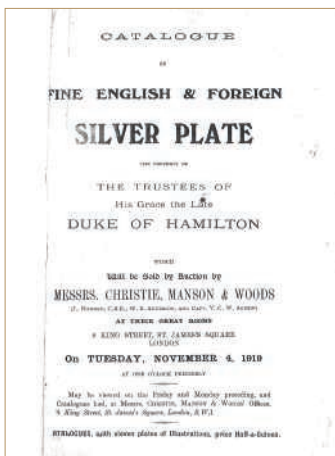 CATALOGUE
OF
FINE ENGLISH & FOREIGN
SILVER PLATE
THE PROPERTY OF
THE TRUSTEES OF
His Grace the Late
DUKE OF HAMILTON
WHICH
Will be Sold by Auction by
MESSRS. CHRISTIE, MANSON & WOODS
AT THEIR GREAT ROOMS
8 KING STREET, ST. JAMES'S SQUARE
LONDON
On TUESDAY, NOVEMBER 4, 1919
AT ONE O'CLOCK PRECISELY
May be viewed on the Friday and Monday preceding, and
Catalogues had, at Messrs. CHRISTIE, MANSON & WOODS' Offices,
8 King Street, St. James's Square, London, S.W.1
CATALOGUES, with eleven plates of Illustrations, price Half-a-Crown.